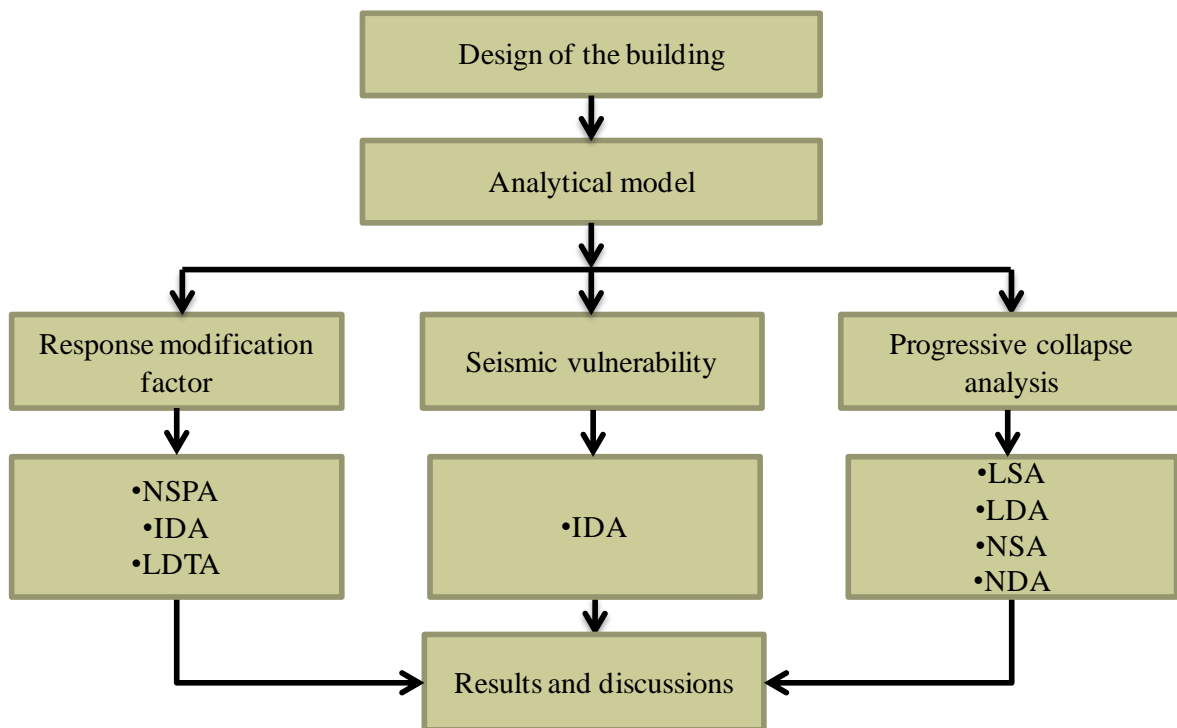 Design of the building
Analytical model
Response modification
factor
Seismic vulnerability
Progressive collapse
analysis
•NSPA
•IDA
•LDTA
•IDA
•LSA
•LDA
•NSA
•NDA
Results and discussions